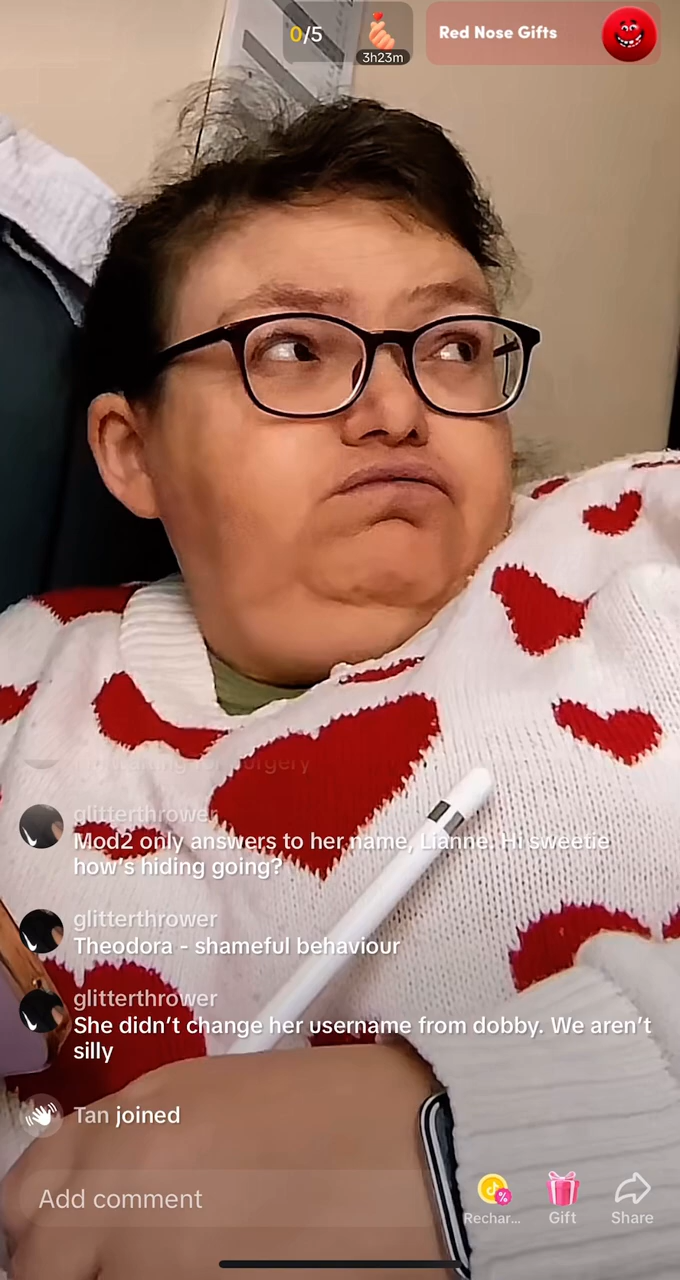 0/5
3h23m
Red Nose Gifts
surgery
glitterthrower
Mod2 only answers to her name, Lianne. Hi sweetie
how's hiding going?
glitterthrower
Theodora - shameful behaviour
glitterthrower
She didn't change her username from dobby. We aren't
silly
Tan joined
Add comment
Rechar...
Gift
Share